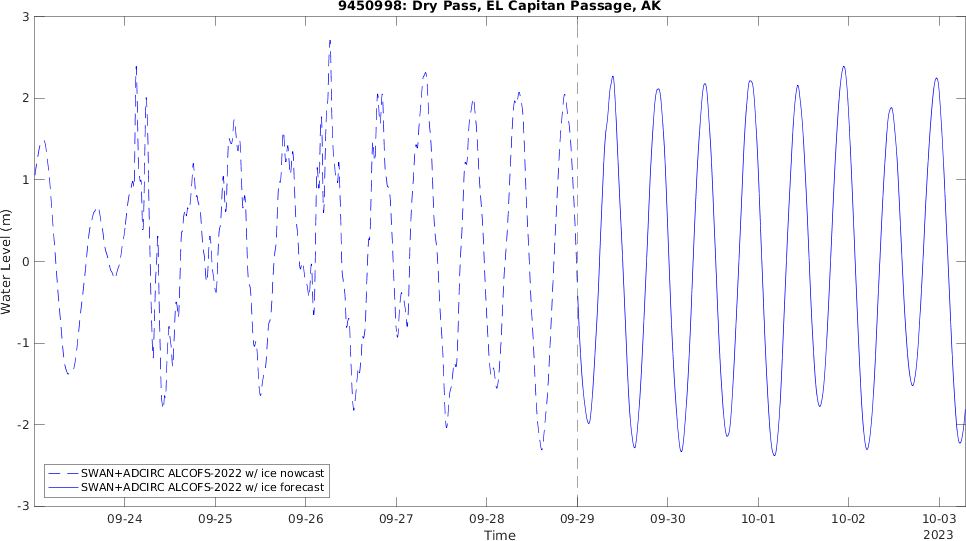 9450998: Dry Pass, EL Capitan Passage, AK
Water Level (m)
3
2
1
0
-1
-2
-3
SWAN+ADCIRC ALCOFS-2022 w/ ice nowcast
SWAN+ADCIRC ALCOFS-2022 w/ ice forecast
09-24 09-25 09-26 09-27 09-28 09-29 09-30 10-01 10-02 10-03
Time 2023